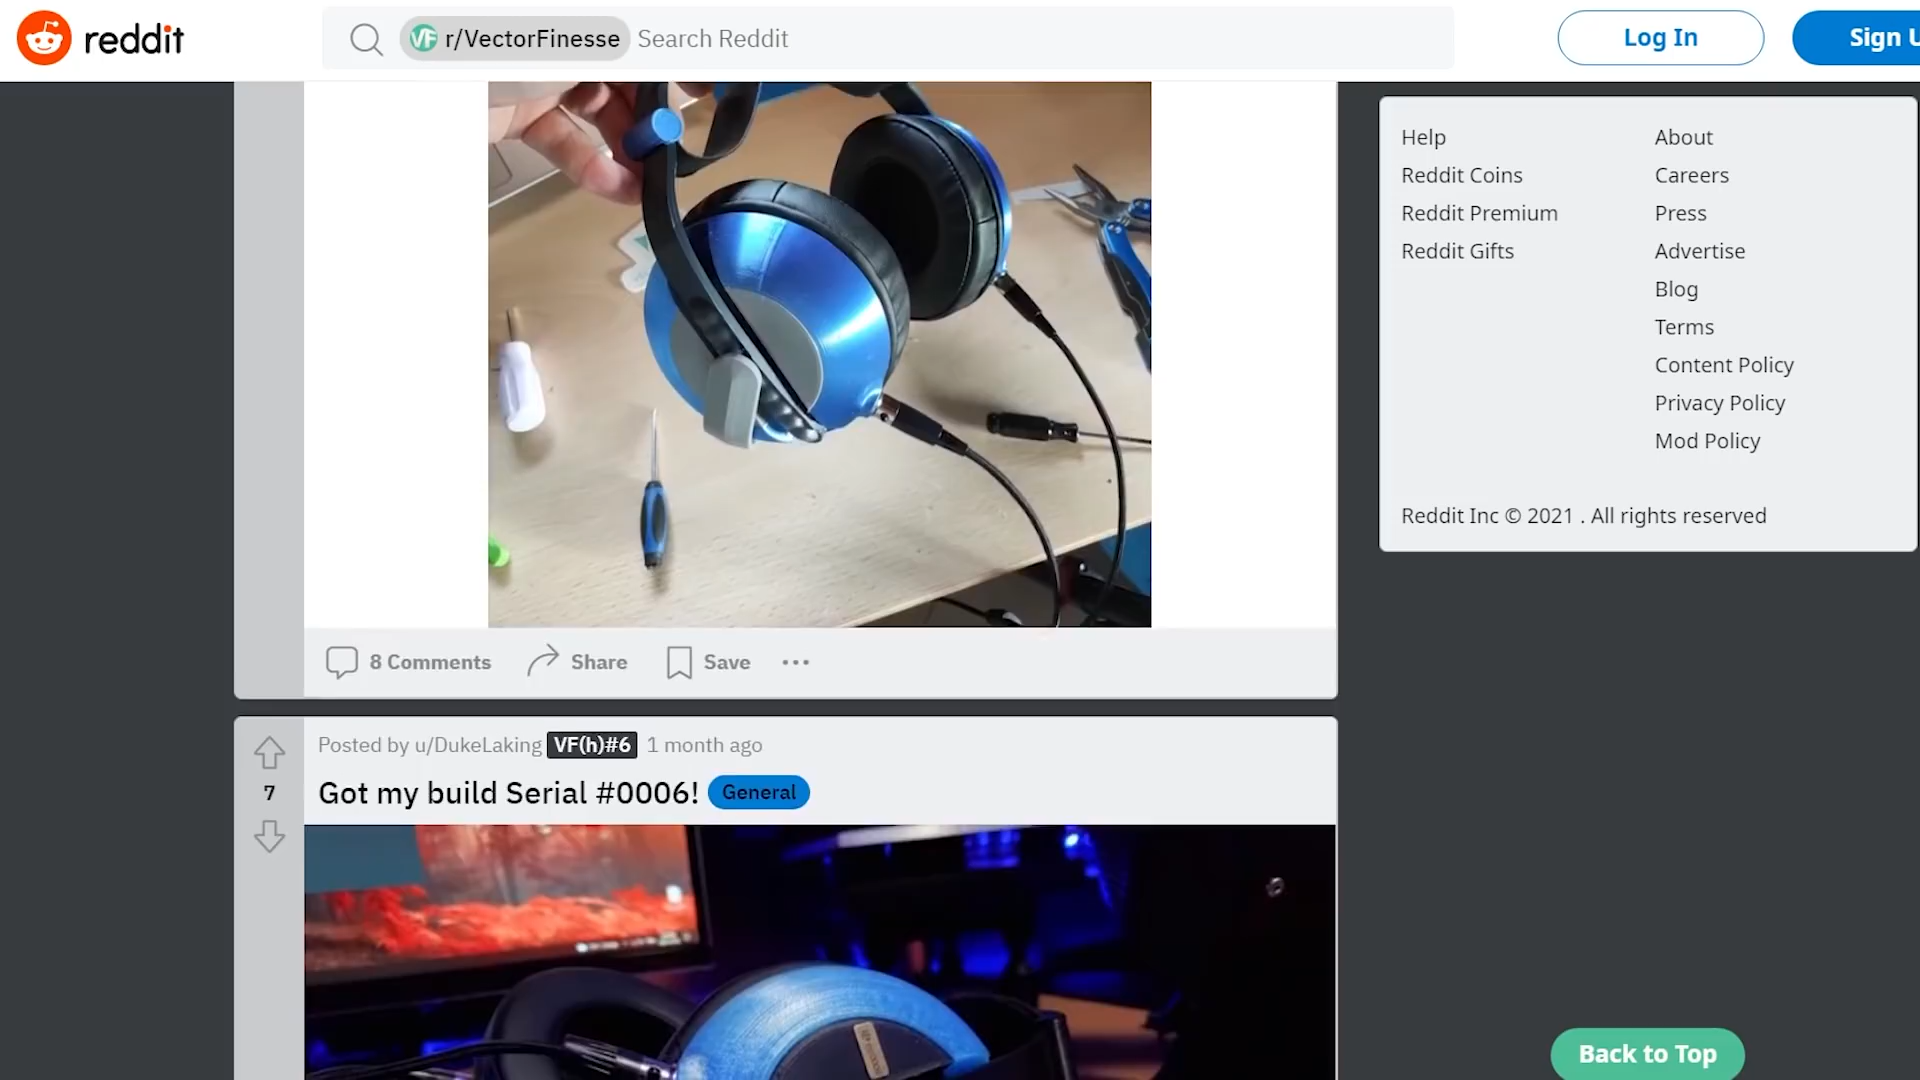 reddit
VF r/VectorFinesse Search Reddit
Log In
Sign U
Help
Reddit Coins
Reddit Premium
Reddit Gifts
About
Careers
Press
Advertise
Blog
Terms
Content Policy
Privacy Policy
Mod Policy
Reddit Inc © 2021 . All rights reserved
8 Comments Share Save
Posted by u/DukeLaking VF(h)#6 1 month ago
7
Got my build Serial #0006! General
Back to Top